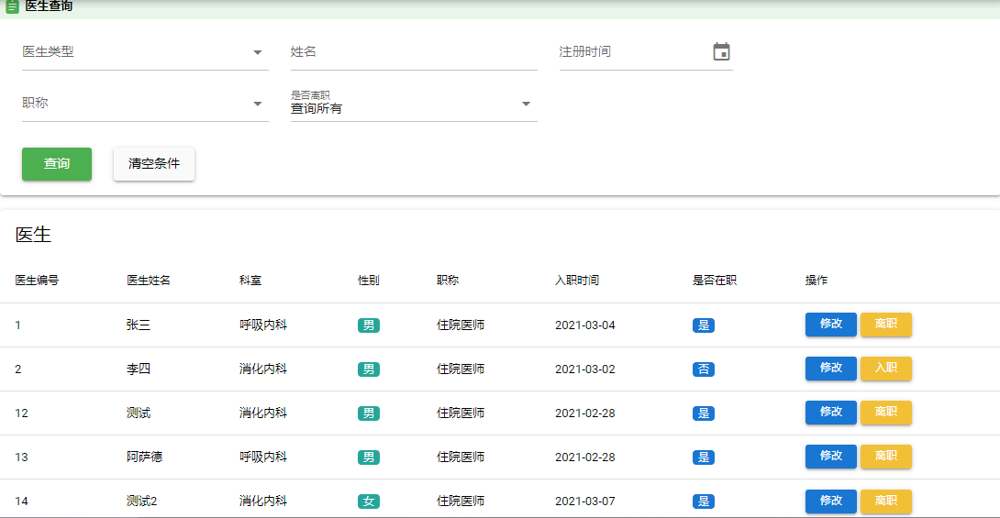 医生查询
医生类型 姓名 注册时间
职称 是否离职 查询所有
查询 清空条件
医生
医生编号 医生姓名 科室 性别 职称 入职时间 是否在职 操作
1 张三 呼吸内科 男 住院医师 2021-03-04 是 修改 离职
2 李四 消化内科 男 住院医师 2021-03-02 否 修改 入职
12 测试 消化内科 男 住院医师 2021-02-28 是 修改 离职
13 阿萨德 呼吸内科 男 住院医师 2021-02-28 是 修改 离职
14 测试2 消化内科 女 住院医师 2021-03-07 是 修改 离职